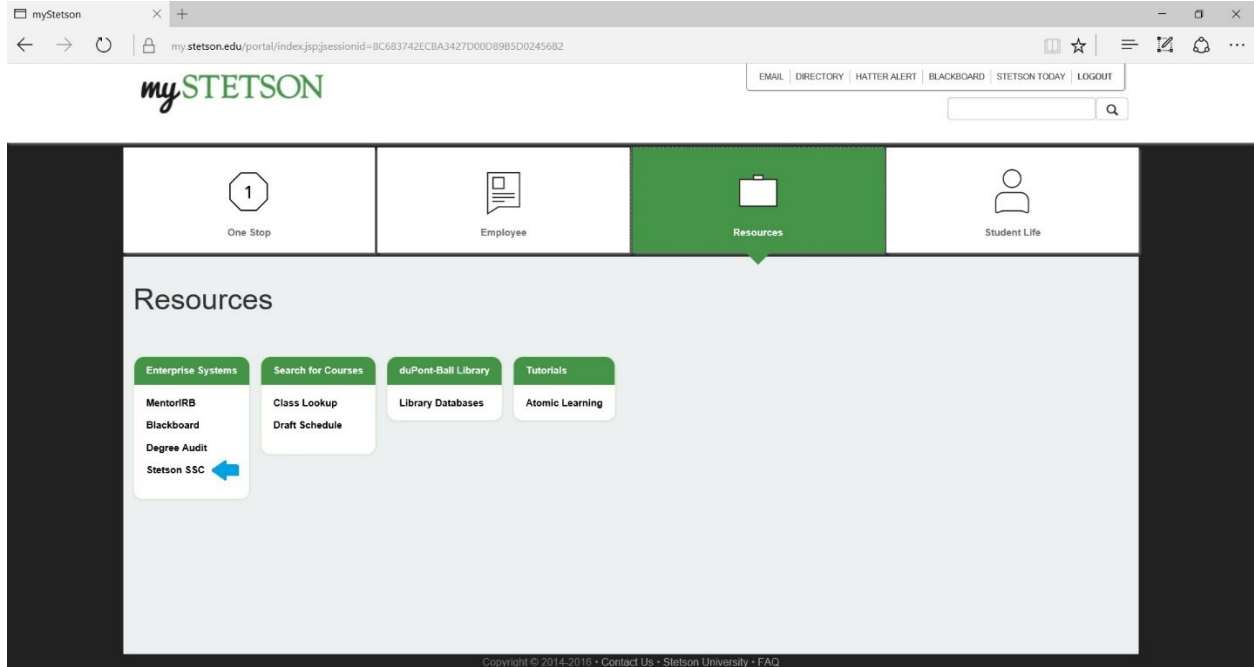 myStetson
my.stetson.edu/portal/index.jsp;jsessionid=8C683742ECBA3427D00D89B5D02456B2
mySTETSON
EMAIL DIRECTORY HATTER ALERT BLACKBOARD STETSON TODAY LOGOUT
1
One Stop Employee Resources Student Life
Resources
Enterprise Systems
MentorIRB
Blackboard
Degree Audit
Stetson SSC
Search for Courses
Class Lookup
Draft Schedule
duPont-Ball Library
Library Databases
Tutorials
Atomic Learning
Copyright © 2014-2016 • Contact Us • Stetson University • FAQ